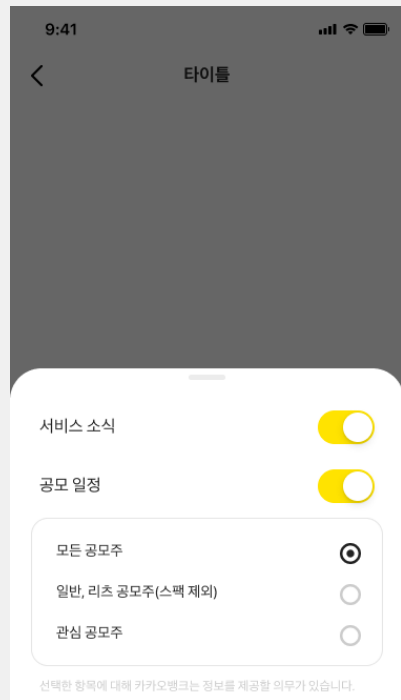 9:41
타이틀
서비스 소식
공모 일정
모든 공모주
일반, 리츠 공모주(스팩 제외)
관심 공모주
선택한 항목에 대해 카카오뱅크는 정보를 제공할 의무가 있습니다.